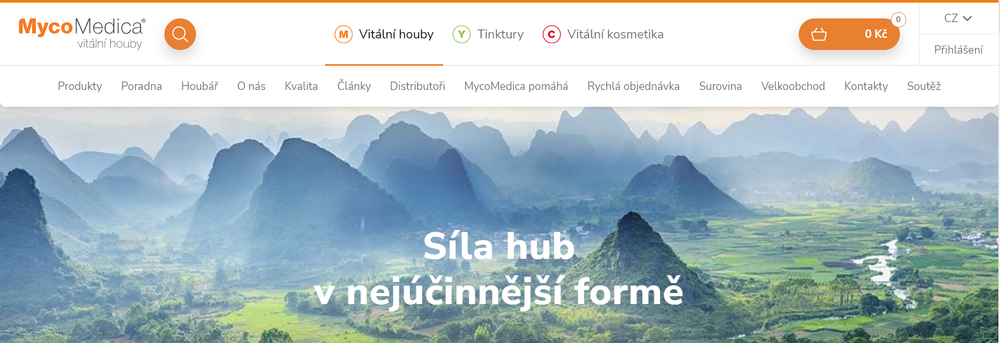 MycoMedica®
vitální houby
M Vitální houby
Y Tinktury
C Vitální kosmetika
0
0 Kč
CZ
Přihlášení
Produkty Poradna Houbář O nás Kvalita Články Distributoři MycoMedica pomáhá Rychlá objednávka Surovina Velkoobchod Kontakty Soutěž
Síla hub
v nejúčinnější formě